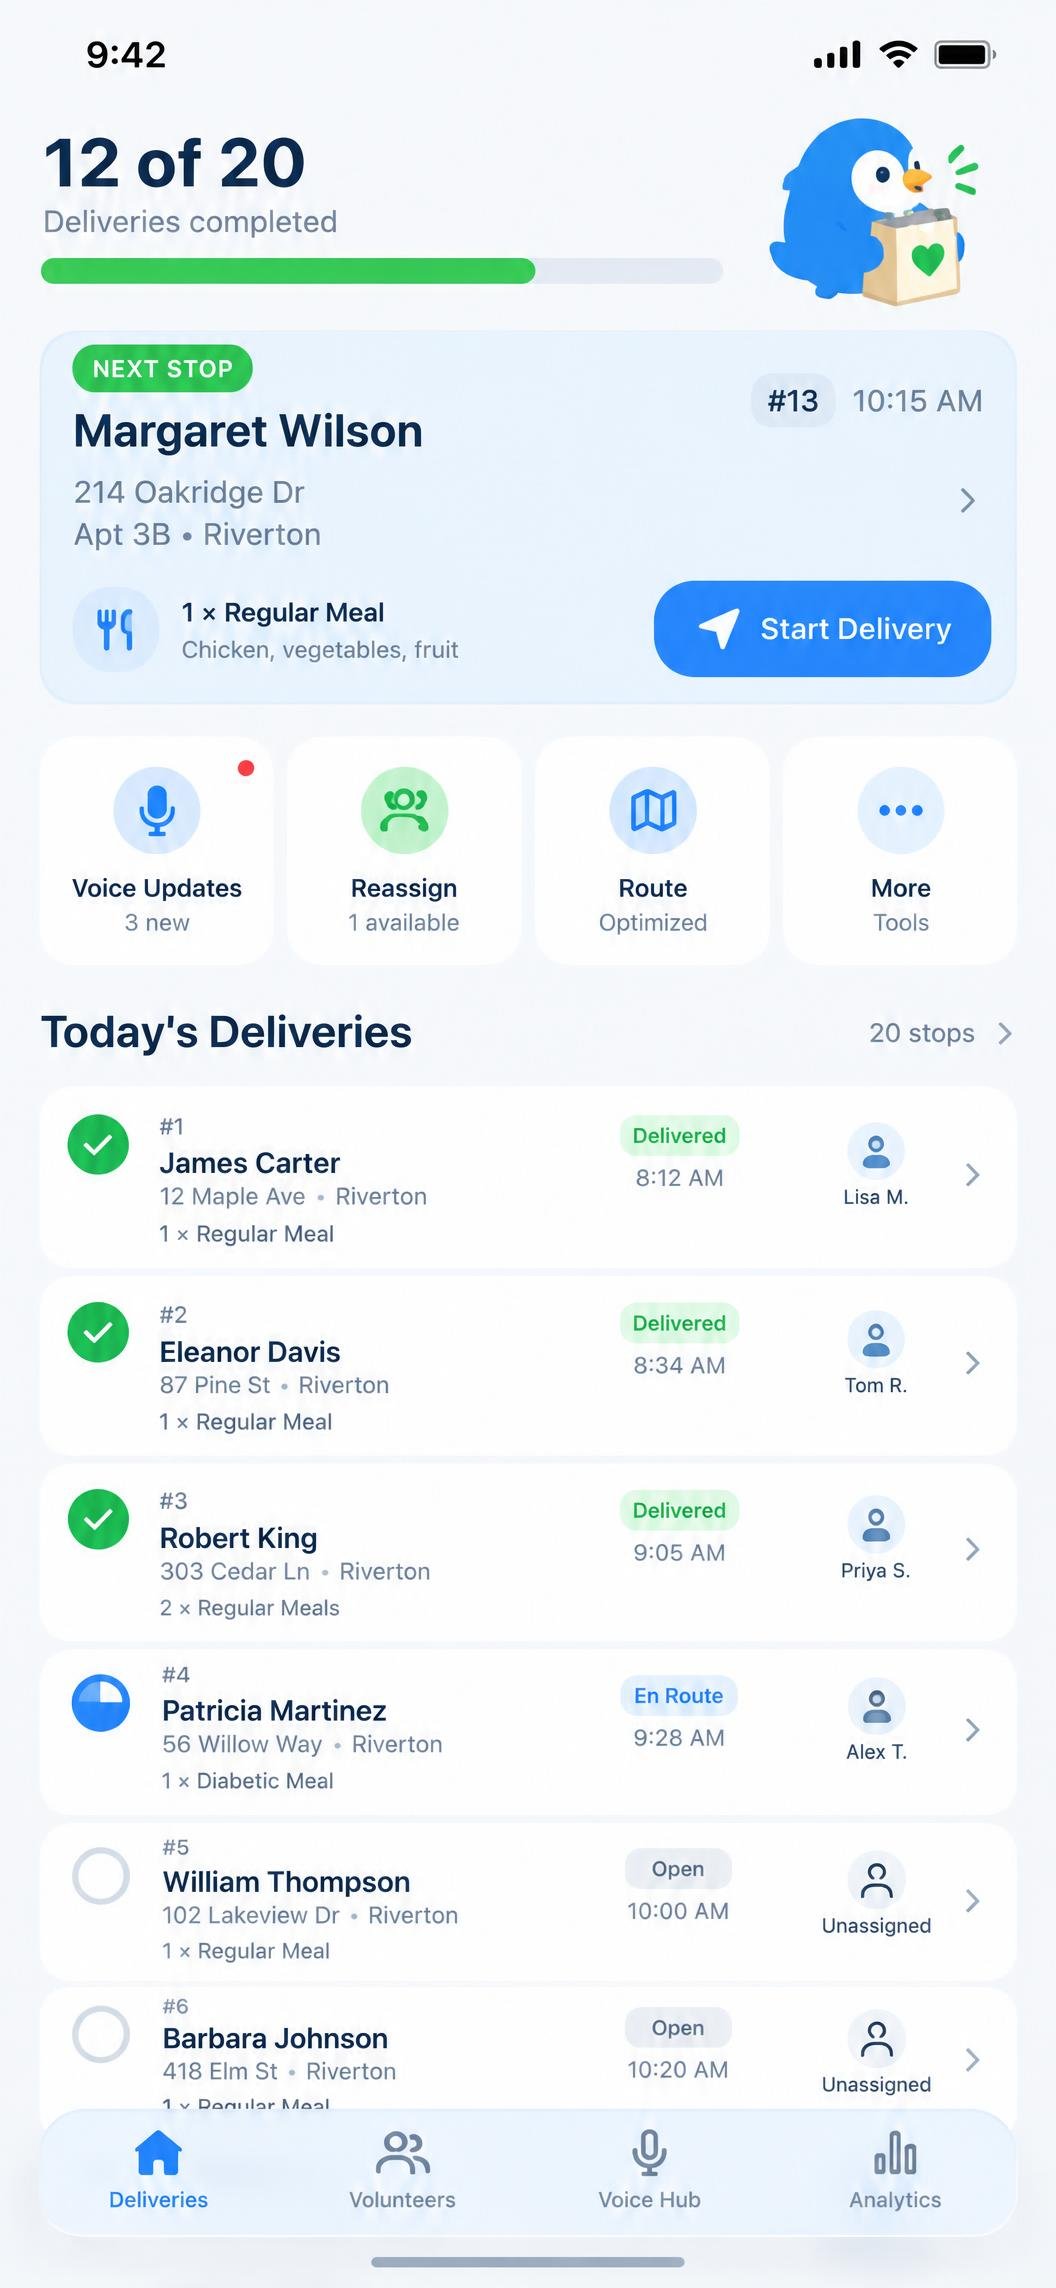 9:42
12 of 20
Deliveries completed
NEXT STOP
#13 10:15 AM
Margaret Wilson
214 Oakridge Dr
Apt 3B • Riverton
1 × Regular Meal
Chicken, vegetables, fruit
Start Delivery
Voice Updates
3 new
Reassign
1 available
Route
Optimized
More
Tools
Today's Deliveries
20 stops
#1
James Carter
12 Maple Ave • Riverton
1 × Regular Meal
Delivered
8:12 AM
Lisa M.
#2
Eleanor Davis
87 Pine St • Riverton
1 × Regular Meal
Delivered
8:34 AM
Tom R.
#3
Robert King
303 Cedar Ln • Riverton
2 × Regular Meals
Delivered
9:05 AM
Priya S.
#4
Patricia Martinez
56 Willow Way • Riverton
1 × Diabetic Meal
En Route
9:28 AM
Alex T.
#5
William Thompson
102 Lakeview Dr • Riverton
1 × Regular Meal
Open
10:00 AM
Unassigned
#6
Barbara Johnson
418 Elm St • Riverton
1 × Regular Meal
Open
10:20 AM
Unassigned
Deliveries
Volunteers
Voice Hub
Analytics